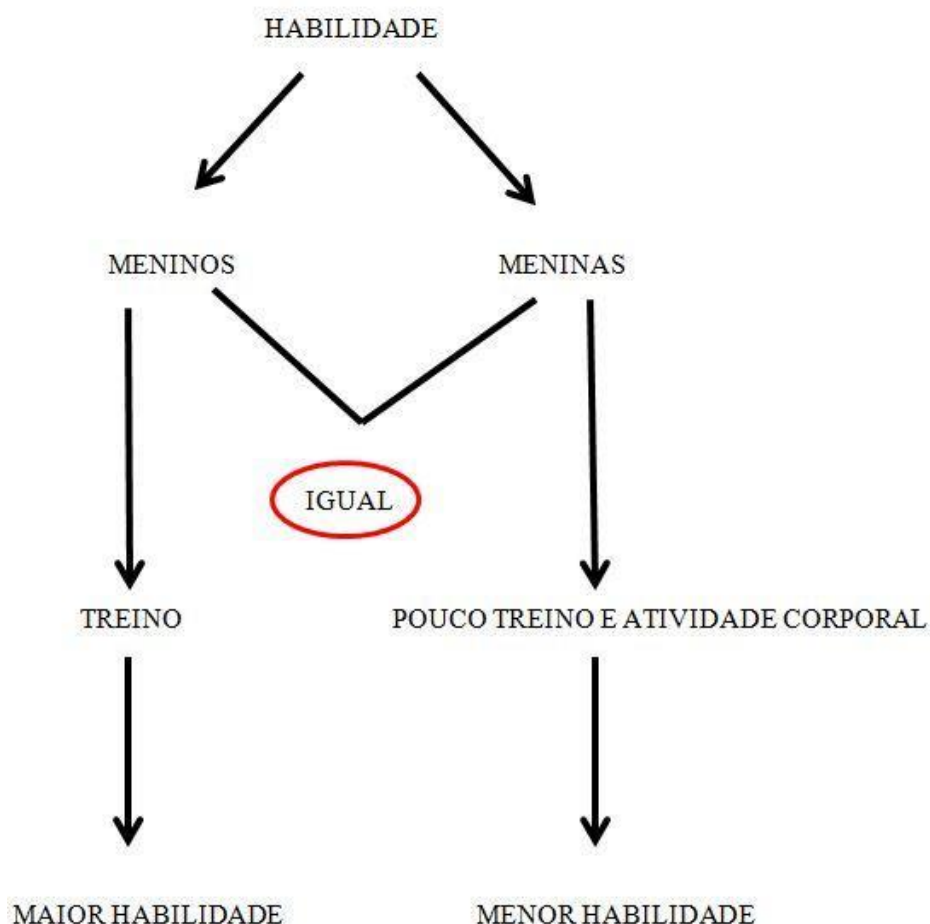 HABILIDADE
MENINOS
MENINAS
IGUAL
TREINO
POUCO TREINO E ATIVIDADE CORPORAL
MAIOR HABILIDADE
MENOR HABILIDADE